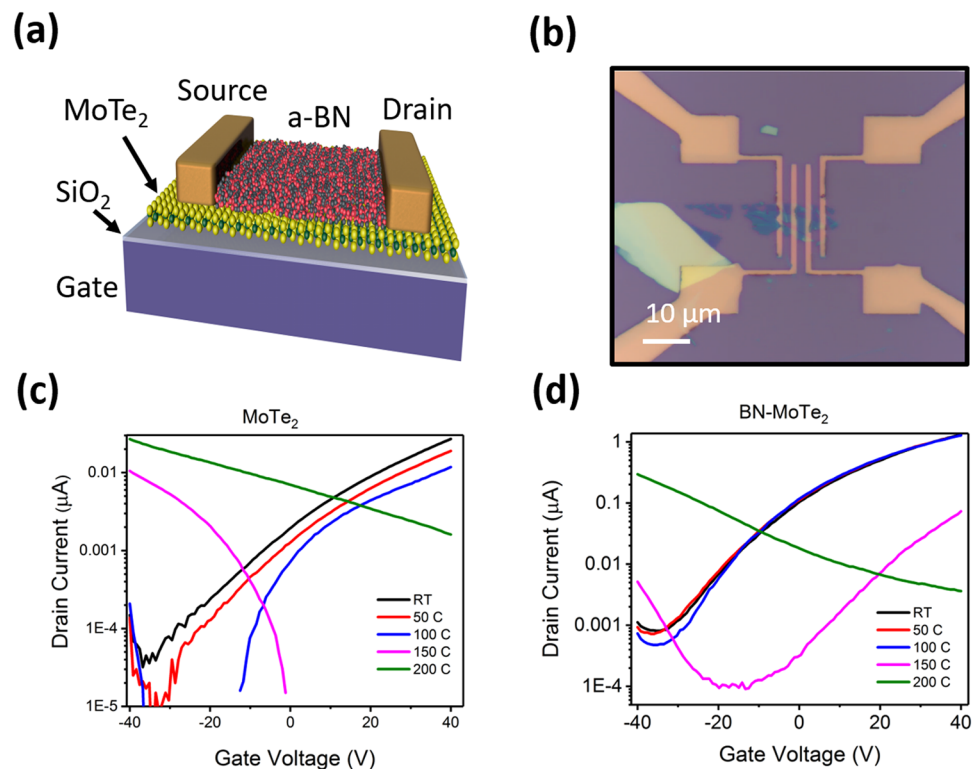 (a)
Source
MoTe₂
a-BN
Drain
SiO₂
Gate
(b)
10 µm
(c)
MoTe₂
Drain Current (µA)
0.01
0.001
1E-4
1E-5
-40
-20
0
20
40
Gate Voltage (V)
RT
50 C
100 C
150 C
200 C
(d)
BN-MoTe₂
Drain Current (µA)
1
0.1
0.01
0.001
1E-4
-40
-20
0
20
40
Gate Voltage (V)
RT
50 C
100 C
150 C
200 C